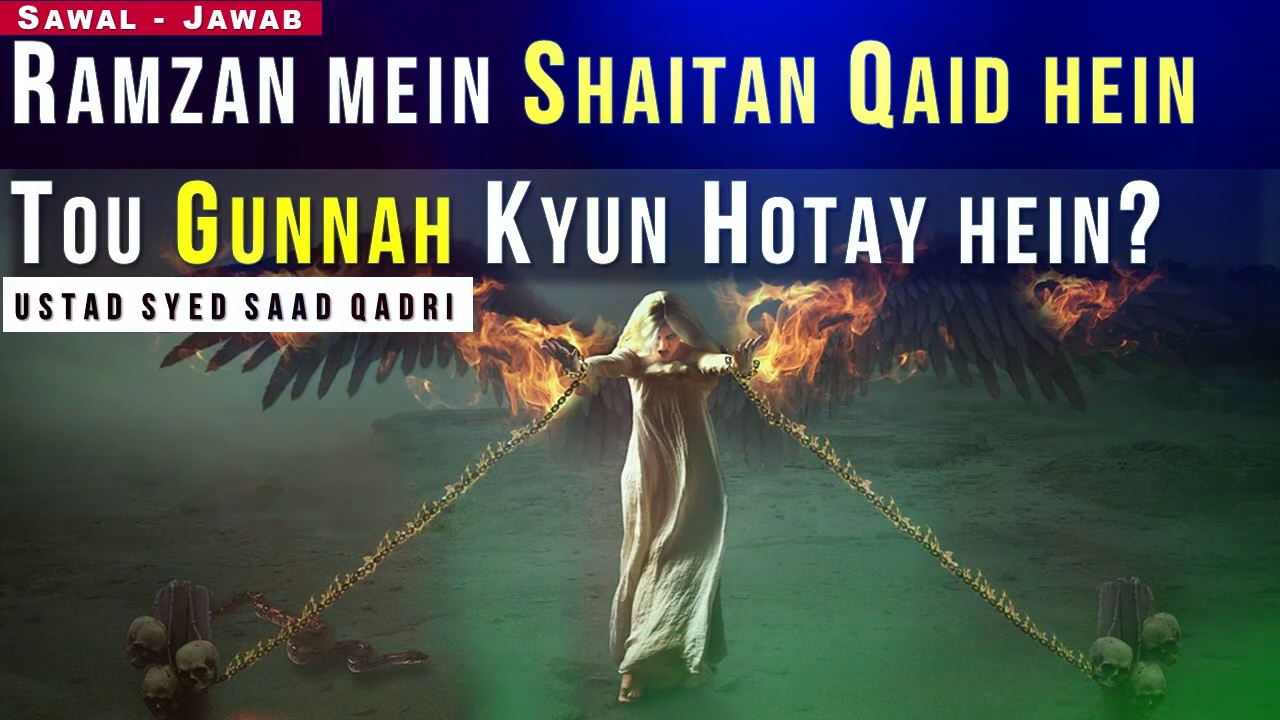 Sawal - Jawab
Ramzan mein Shaitan Qaid hein
Tou Gunnah Kyun Hotay hein?
USTAD SYED SAAD QADRI